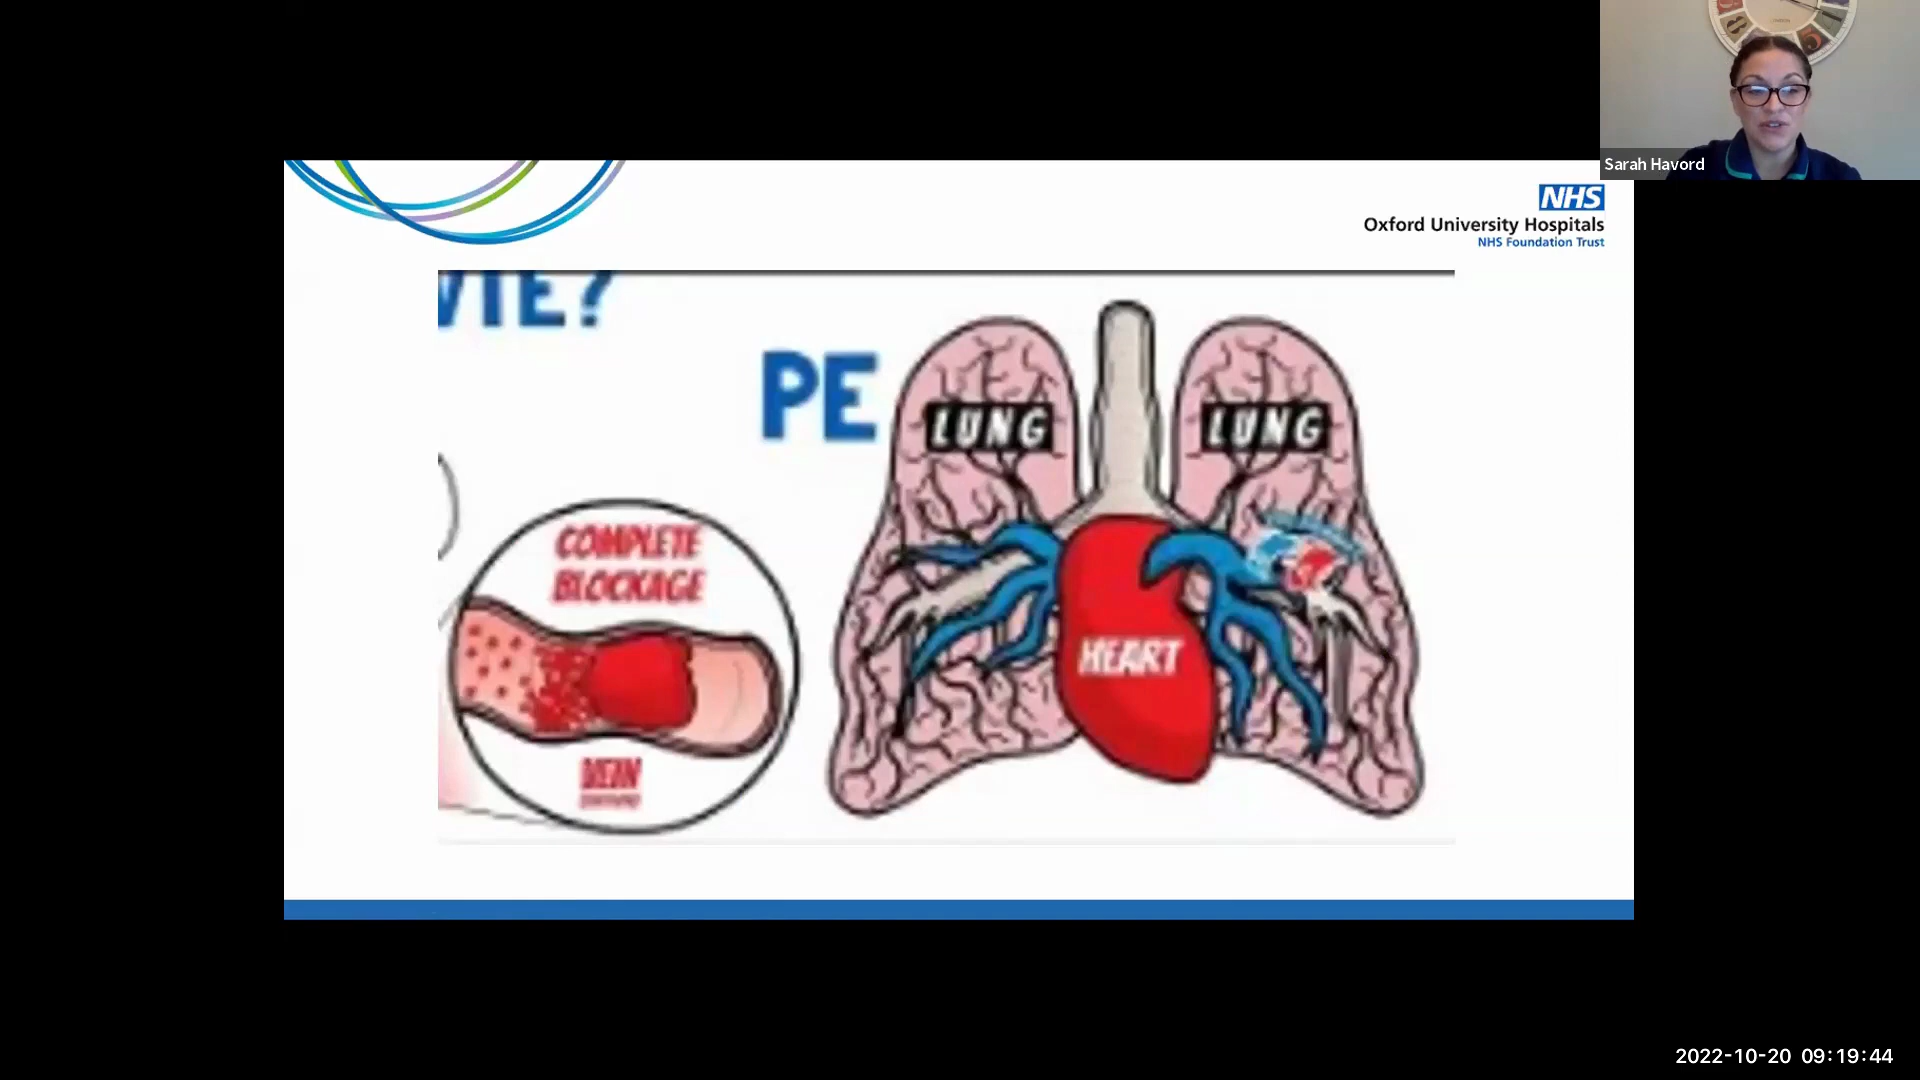 Sarah Havord
NHS
Oxford University Hospitals
NHS Foundation Trust
VTE?
PE
LUNG
LUNG
COMPLETE
BLOCKAGE
HEART
VEIN
2022-10-20 09:19:44